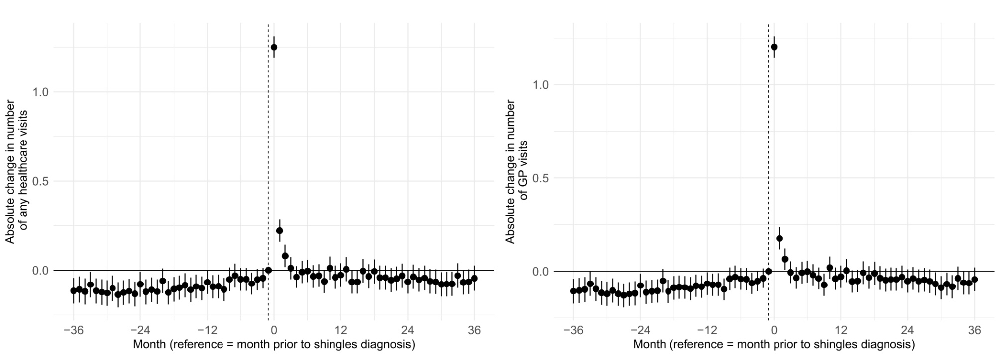 Absolute change in number
of any healthcare visits
1.0
0.5
0.0
−36 −24 −12 0 12 24 36
Month (reference = month prior to shingles diagnosis)
Absolute change in number
of GP visits
1.0
0.5
0.0
−36 −24 −12 0 12 24 36
Month (reference = month prior to shingles diagnosis)